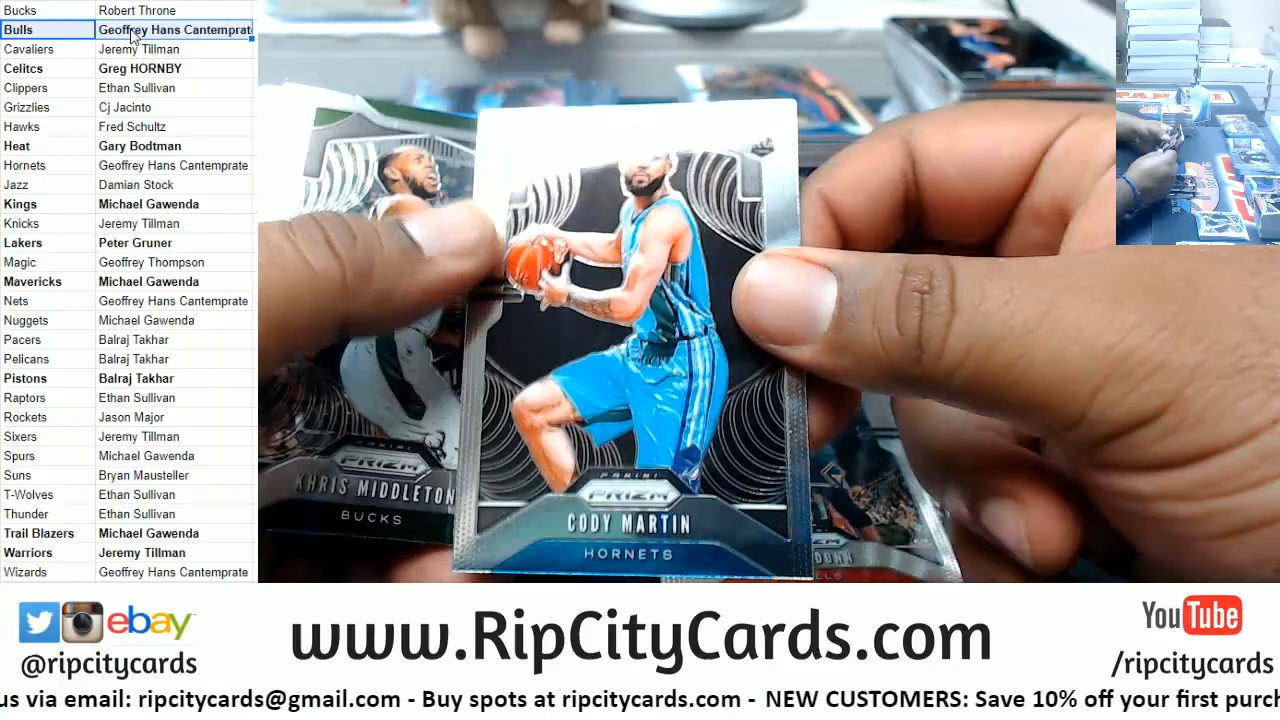 Bucks Robert Throne
Bulls Geoffrey Hans Cantemprat
Cavaliers Jeremy Tillman
Celitcs Greg HORNBY
Clippers Ethan Sullivan
Grizzlies Cj Jacinto
Hawks Fred Schultz
Heat Gary Bodtman
Hornets Geoffrey Hans Cantemprate
Jazz Damian Stock
Kings Michael Gawenda
Knicks Jeremy Tillman
Lakers Peter Gruner
Magic Geoffrey Thompson
Mavericks Michael Gawenda
Nets Geoffrey Hans Cantemprate
Nuggets Michael Gawenda
Pacers Balraj Takhar
Pelicans Balraj Takhar
Pistons Balraj Takhar
Raptors Ethan Sullivan
Rockets Jason Major
Sixers Jeremy Tillman
Spurs Michael Gawenda
Suns Bryan Mausteller
T-Wolves Ethan Sullivan
Thunder Ethan Sullivan
Trail Blazers Michael Gawenda
Warriors Jeremy Tillman
Wizards Geoffrey Hans Cantemprate
PANINI
PRIZM
KHRIS MIDDLETON
BUCKS
PANINI
PRIZM
CODY MARTIN
HORNETS
DUNN
LLS
ebay
@ripcitycards
www.RipCityCards.com
YouTube
/ripcitycards
us via email: ripcitycards@gmail.com - Buy spots at ripcitycards.com - NEW CUSTOMERS: Save 10% off your first purch